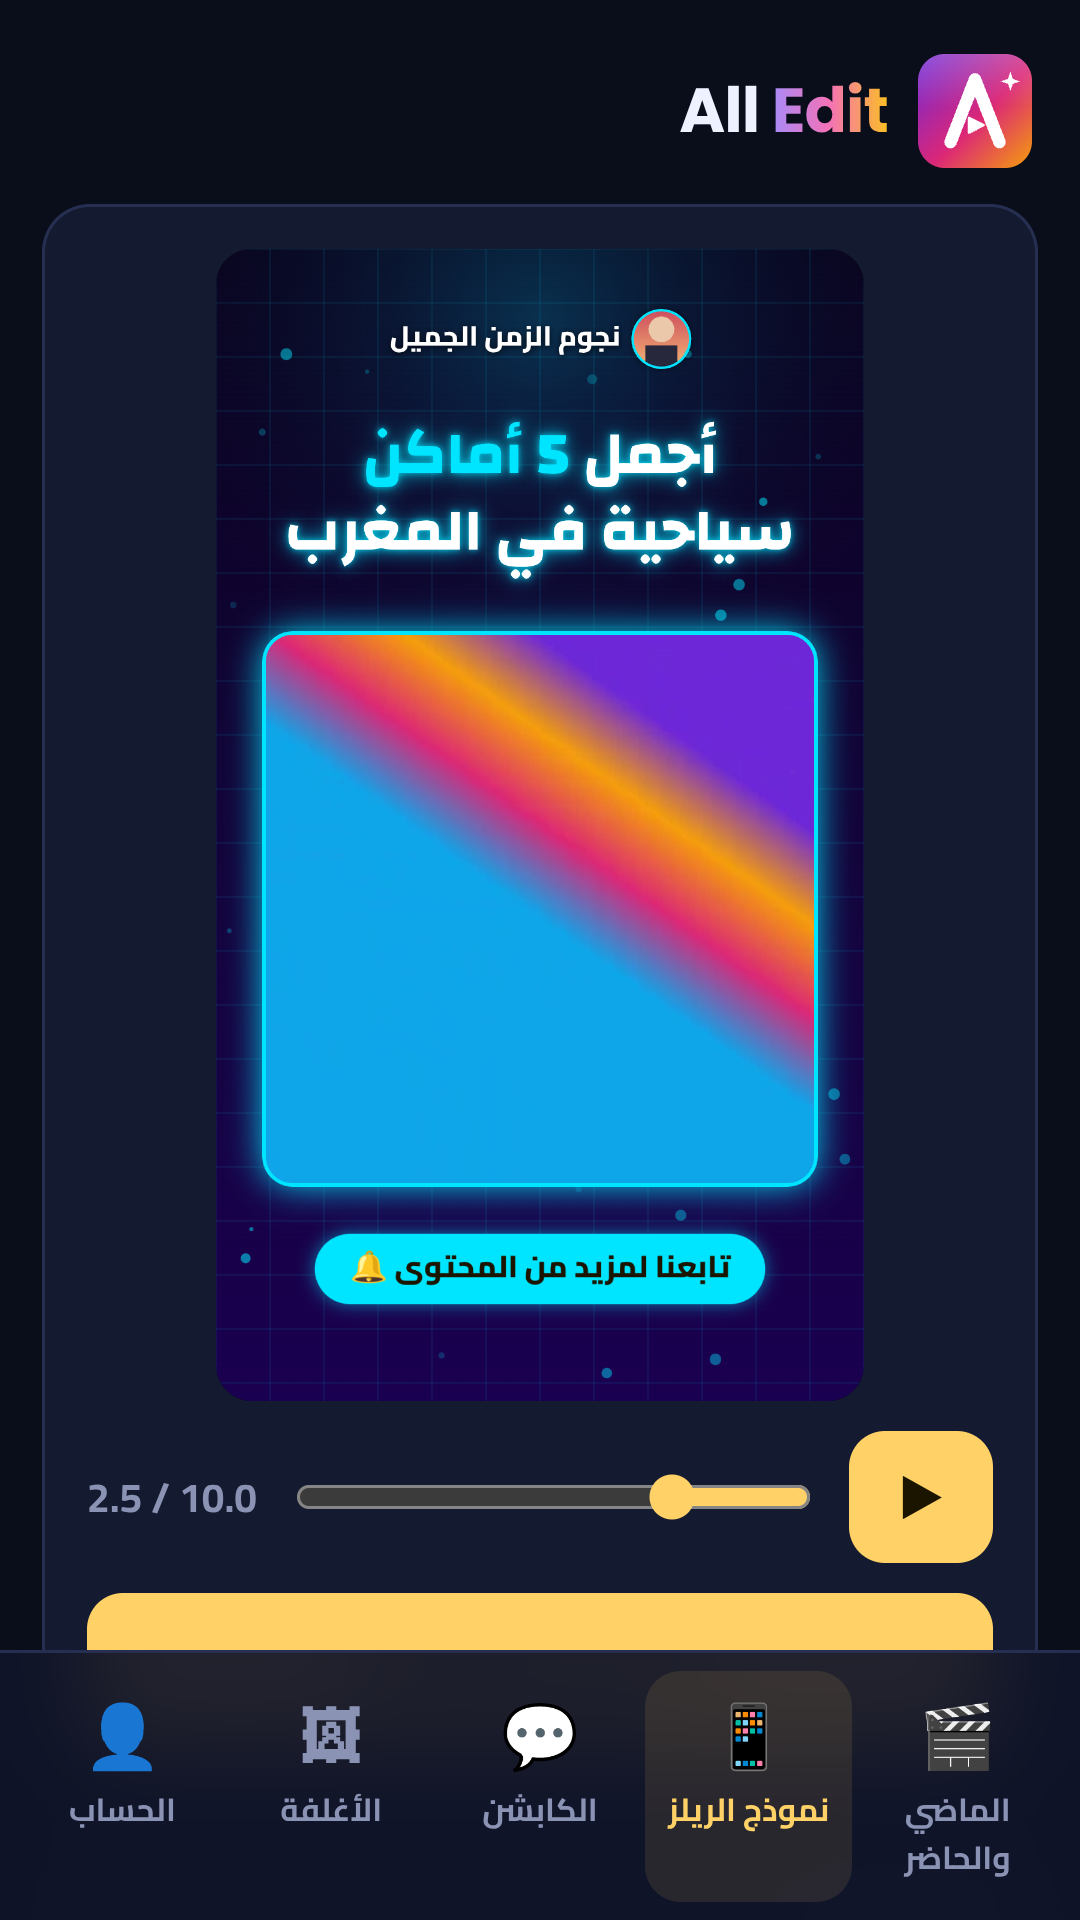 All Edit
نجوم الزمن الجميل
أجمل 5 أماكن
سياحية في المغرب
تابعنا لمزيد من المحتوى 🔔
2.5 / 10.0
الماضي والحاضر
نموذج الريلز
الكابشن
الأغلفة
الحساب